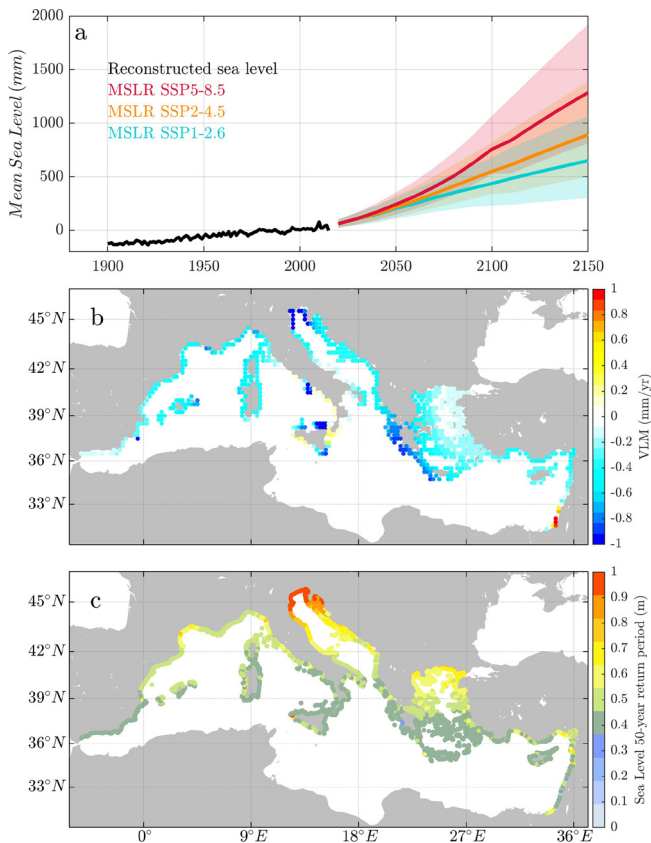 a
2000
1500
1000
500
0
Mean Sea Level (mm)
Reconstructed sea level
MSLR SSP5-8.5
MSLR SSP2-4.5
MSLR SSP1-2.6
1900 1950 2000 2050 2100 2150
b
45°N
42°N
39°N
36°N
33°N
1
0.8
0.6
0.4
0.2
0
-0.2
-0.4
-0.6
-0.8
-1
VLM (mm/yr)
c
45°N
42°N
39°N
36°N
33°N
0° 9°E 18°E 27°E 36°E
1
0.9
0.8
0.7
0.6
0.5
0.4
0.3
0.2
0.1
0
Sea Level 50-year return period (m)